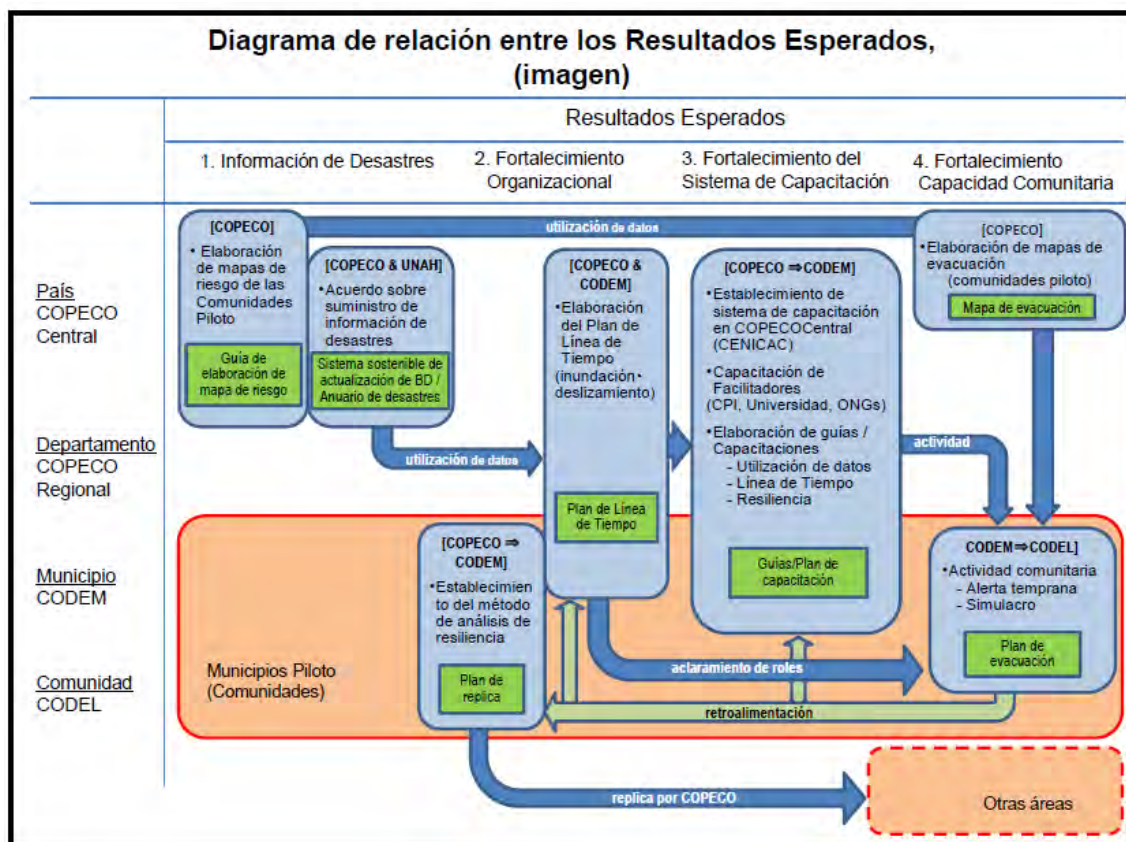 Diagrama de relación entre los Resultados Esperados,
(imagen)
Resultados Esperados
1. Información de Desastres
2. Fortalecimiento
Organizacional
3. Fortalecimiento del
Sistema de Capacitación
4. Fortalecimiento
Capacidad Comunitaria
País
COPECO
Central
Departamento
COPECO
Regional
Municipio
CODEM
Comunidad
CODEL
[COPECO]
• Elaboración
de mapas de
riesgo de las
Comunidades
Piloto
Guía de
elaboración de
mapa de riesgo
utilización de datos
[COPECO & UNAH]
• Acuerdo sobre
suministro de
información de
desastres
Sistema sostenible de
actualización de BD /
Anuario de desastres
utilización de datos
[COPECO &
CODEM]
•Elaboración
del Plan de
Línea de
Tiempo
(inundación・
deslizamiento)
Plan de Línea
de Tiempo
[COPECO ⇒CODEM]
•Establecimiento de
sistema de capacitación
en COPECOCentral
(CENICAC)
•Capacitación de
Facilitadores
(CPI, Universidad, ONGs)
•Elaboración de guías /
Capacitaciones
– Utilización de datos
– Línea de Tiempo
– Resiliencia
Guías/Plan de
capacitación
[COPECO]
•Elaboración de mapas de
evacuación
(comunidades piloto)
Mapa de evacuación
actividad
[COPECO ⇒
CODEM]
•Establecimien
to del método
de análisis de
resiliencia
Plan de
replica
CODEM⇒CODEL]
•Actividad comunitaria
– Alerta temprana
– Simulacro
Plan de
evacuación
Municipios Piloto
(Comunidades)
aclaramiento de roles
retroalimentación
replica por COPECO
Otras áreas